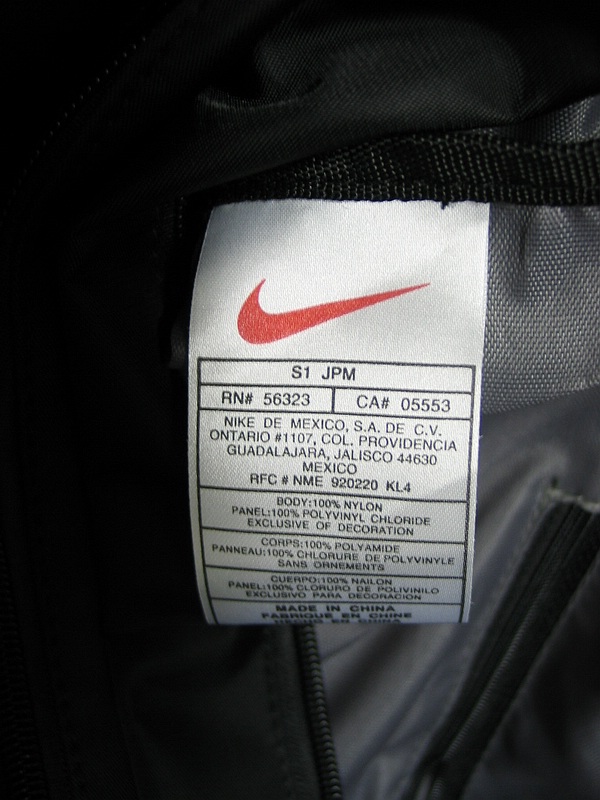 S1 JPM
RN# 56323 CA# 05553
NIKE DE MEXICO, S.A. DE C.V.
ONTARIO #1107, COL. PROVIDENCIA
GUADALAJARA, JALISCO 44630
MEXICO
RFC # NME 920220 KL4
BODY:100% NYLON
PANEL:100% POLYVINYL CHLORIDE
EXCLUSIVE OF DECORATION
CORPS:100% POLYAMIDE
PANNEAU:100% CHLORURE DE POLYVINYLE
SANS ORNEMENTS
CUERPO:100% NAILON
PANEL:100% CLORURO DE POLIVINILO
EXCLUSIVO PARA DECORACION
MADE IN CHINA
FABRIQUE EN CHINE
HECHO EN CHINA